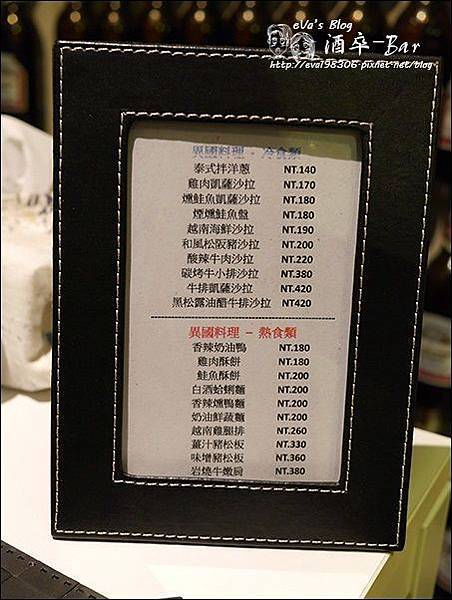 eVa's Blog
酒卒-Bar
http://eva198306.pixnet.net/blog
異國料理 - 冷食類
泰式拌洋蔥 NT.140
雞肉凱薩沙拉 NT.170
燻鮭魚凱薩沙拉 NT.180
煙燻鮭魚盤 NT.180
越南海鮮沙拉 NT.190
和風松阪豬沙拉 NT.200
酸辣牛肉沙拉 NT.220
碳烤牛小排沙拉 NT.380
牛排凱薩沙拉 NT.420
黑松露油醋牛排沙拉 NT420
異國料理 - 熱食類
香辣奶油鴨 NT.180
雞肉酥餅 NT.180
鮭魚酥餅 NT.200
白酒蛤蜊麵 NT.200
香辣燻鴨麵 NT.200
奶油鮮蔬麵 NT.200
越南雞腿排 NT.260
薑汁豬松板 NT.330
味增豬松板 NT.360
岩燒牛嫩肩 NT.380